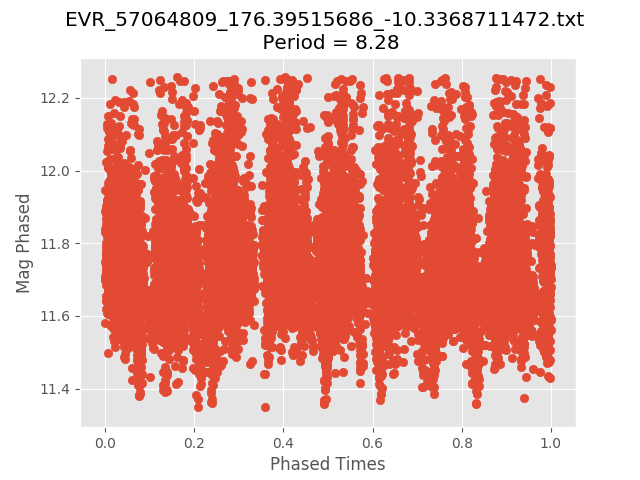 EVR_57064809_176.39515686_-10.3368711472.txt
Period = 8.28
12.2
12.0
11.8
11.6
11.4
Mag Phased
0.0 0.2 0.4 0.6 0.8 1.0
Phased Times